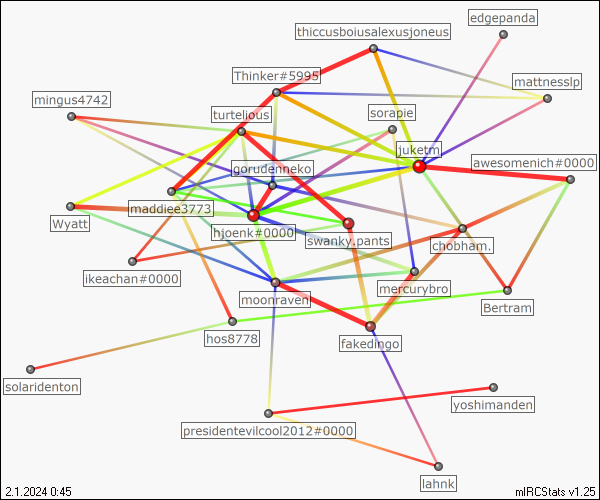 edgepanda
thiccusboiusalexusjoneus
Thinker#5995
mattnesslp
mingus4742
turtelious
sorapie
juketm
awesomenich#0000
gorudeneko
maddiee3773
Wyatt
hjoenk#0000
swanky.pants
chobham.
ikeachan#0000
mercurybro
moonraven
Bertram
hos8778
fakedingo
solaridenton
yoshimanden
presidentevilcool2012#0000
lahnk
2.1.2024 0:45
mIRCStats v1.25